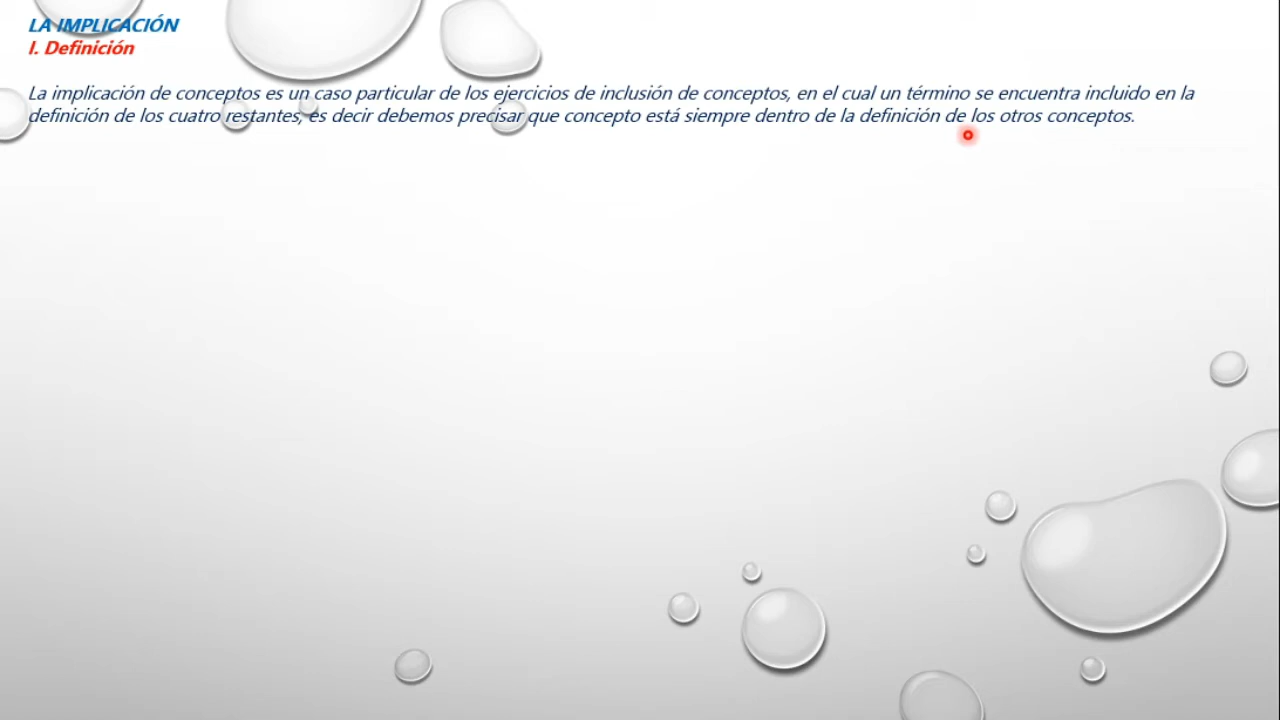 LA IMPLICACIÓN
I. Definición
La implicación de conceptos es un caso particular de los ejercicios de inclusión de conceptos, en el cual un término se encuentra incluido en la
definición de los cuatro restantes, es decir debemos precisar que concepto está siempre dentro de la definición de los otros conceptos.